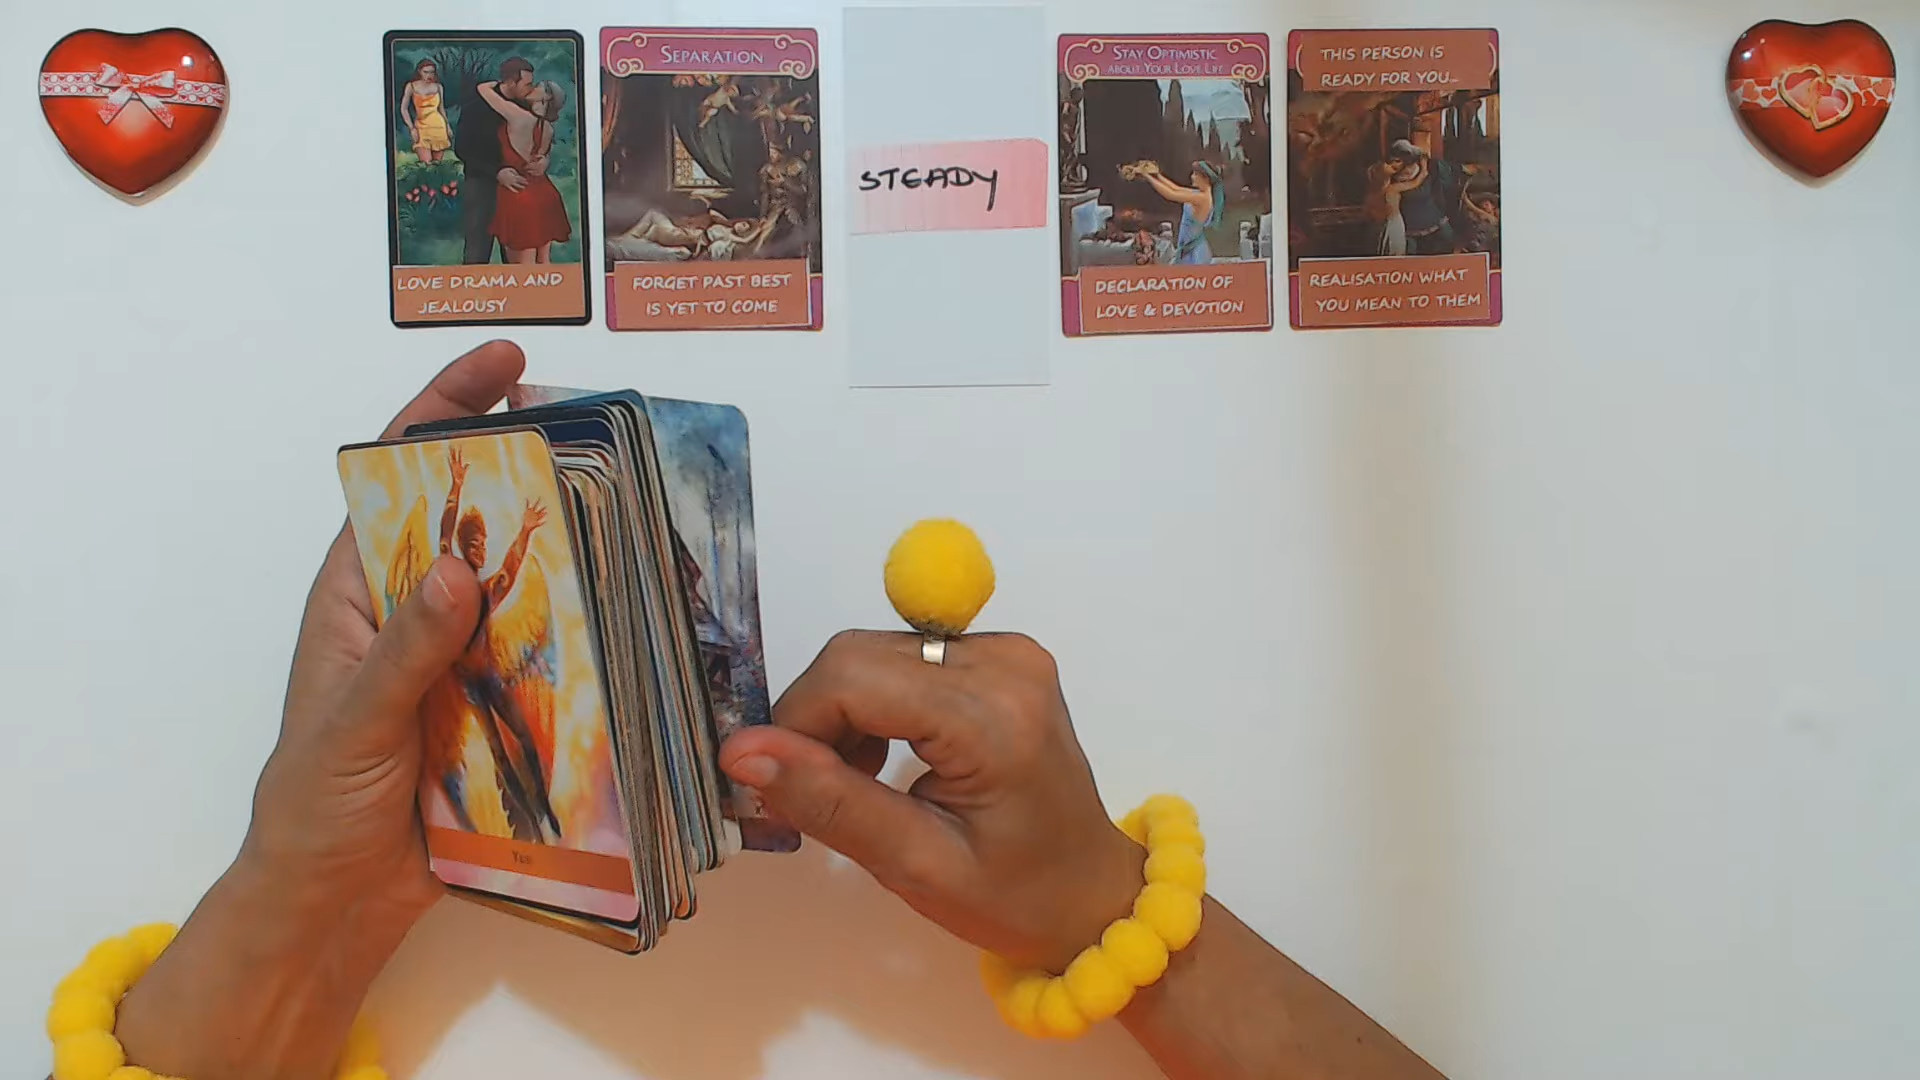 LOVE DRAMA AND
JEALOUSY
SEPARATION
FORGET PAST BEST
IS YET TO COME
STEADY
STAY OPTIMISTIC
ABOUT YOUR LOVE LIFE
DECLARATION OF
LOVE & DEVOTION
THIS PERSON IS
READY FOR YOU...
REALISATION WHAT
YOU MEAN TO THEM
YES